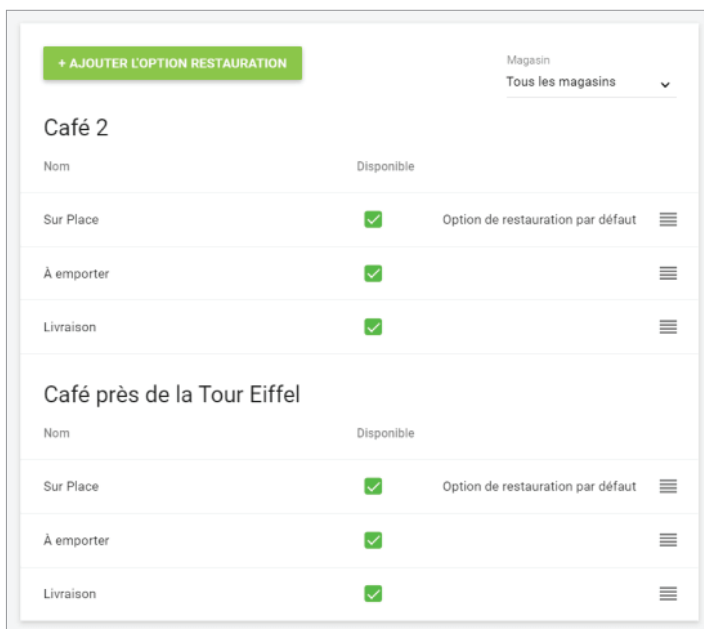 + AJOUTER L'OPTION RESTAURATION
Magasin
Tous les magasins
Café 2
Nom Disponible
Sur Place Option de restauration par défaut
À emporter
Livraison
Café près de la Tour Eiffel
Nom Disponible
Sur Place Option de restauration par défaut
À emporter
Livraison